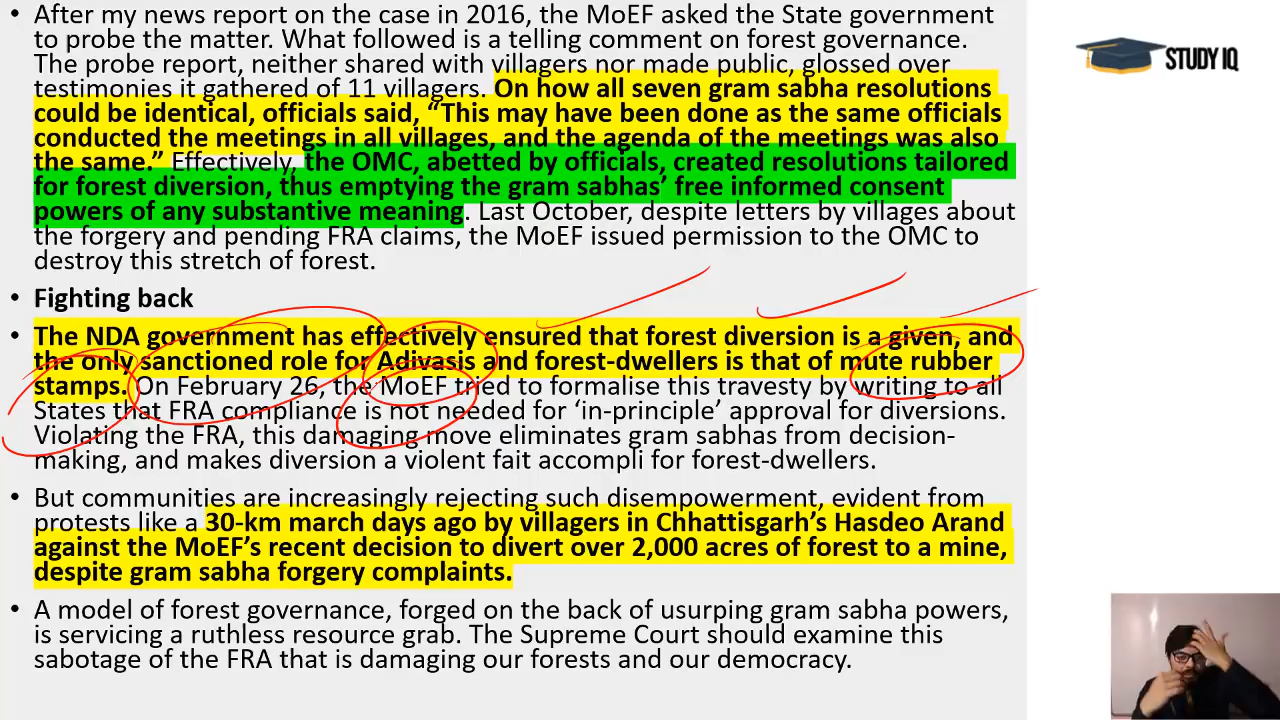 • After my news report on the case in 2016, the MoEF asked the State government
to probe the matter. What followed is a telling comment on forest governance.
The probe report, neither shared with villagers nor made public, glossed over
testimonies it gathered of 11 villagers. On how all seven gram sabha resolutions
could be identical, officials said, “This may have been done as the same officials
conducted the meetings in all villages, and the agenda of the meetings was also
the same.” Effectively, the OMC, abetted by officials, created resolutions tailored
for forest diversion, thus emptying the gram sabhas’ free informed consent
powers of any substantive meaning. Last October, despite letters by villages about
the forgery and pending FRA claims, the MoEF issued permission to the OMC to
destroy this stretch of forest.
• Fighting back
• The NDA government has effectively ensured that forest diversion is a given, and
the only sanctioned role for Adivasis and forest-dwellers is that of mute rubber
stamps. On February 26, the MoEF tried to formalise this travesty by writing to all
States that FRA compliance is not needed for ‘in-principle’ approval for diversions.
Violating the FRA, this damaging move eliminates gram sabhas from decision-
making, and makes diversion a violent fait accompli for forest-dwellers.
• But communities are increasingly rejecting such disempowerment, evident from
protests like a 30-km march days ago by villagers in Chhattisgarh’s Hasdeo Arand
against the MoEF’s recent decision to divert over 2,000 acres of forest to a mine,
despite gram sabha forgery complaints.
• A model of forest governance, forged on the back of usurping gram sabha powers,
is servicing a ruthless resource grab. The Supreme Court should examine this
sabotage of the FRA that is damaging our forests and our democracy.
STUDY IQ